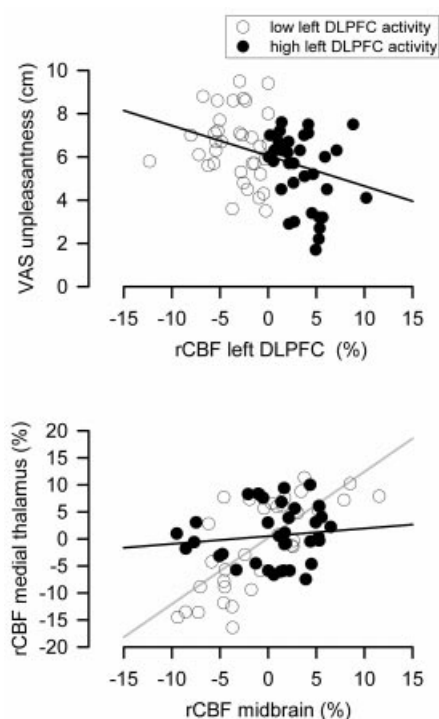 low left DLPFC activity
high left DLPFC activity
10
8
6
4
2
0
VAS unpleasantness (cm)
-15 -10 -5 0 5 10 15
rCBF left DLPFC (%)
20
15
10
5
0
-5
-10
-15
-20
rCBF medial thalamus (%)
-15 -10 -5 0 5 10 15
rCBF midbrain (%)